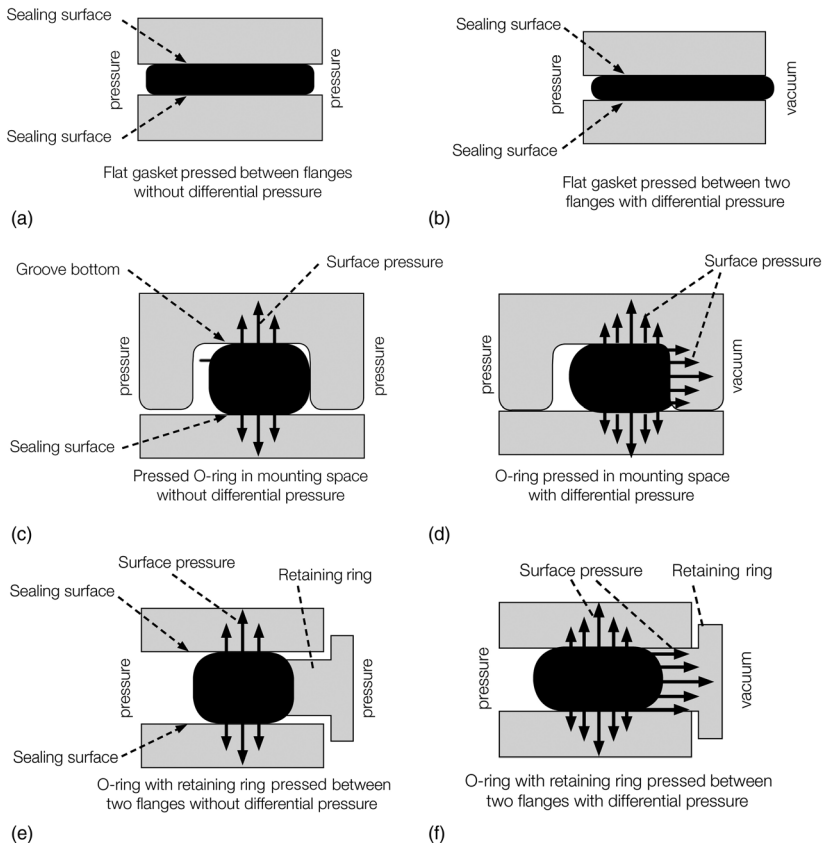 Sealing surface
pressure
pressure
Sealing surface
Flat gasket pressed between flanges
without differential pressure
(a)
Sealing surface
pressure
vacuum
Sealing surface
Flat gasket pressed between two
flanges with differential pressure
(b)
Groove bottom
Surface pressure
pressure
pressure
Sealing surface
Pressed O-ring in mounting space
without differential pressure
(c)
Surface pressure
pressure
vacuum
O-ring pressed in mounting space
with differential pressure
(d)
Surface pressure
Sealing surface
Retaining ring
pressure
pressure
Sealing surface
O-ring with retaining ring pressed between
two flanges without differential pressure
(e)
Surface pressure
Retaining ring
pressure
vacuum
O-ring with retaining ring pressed between
two flanges with differential pressure
(f)